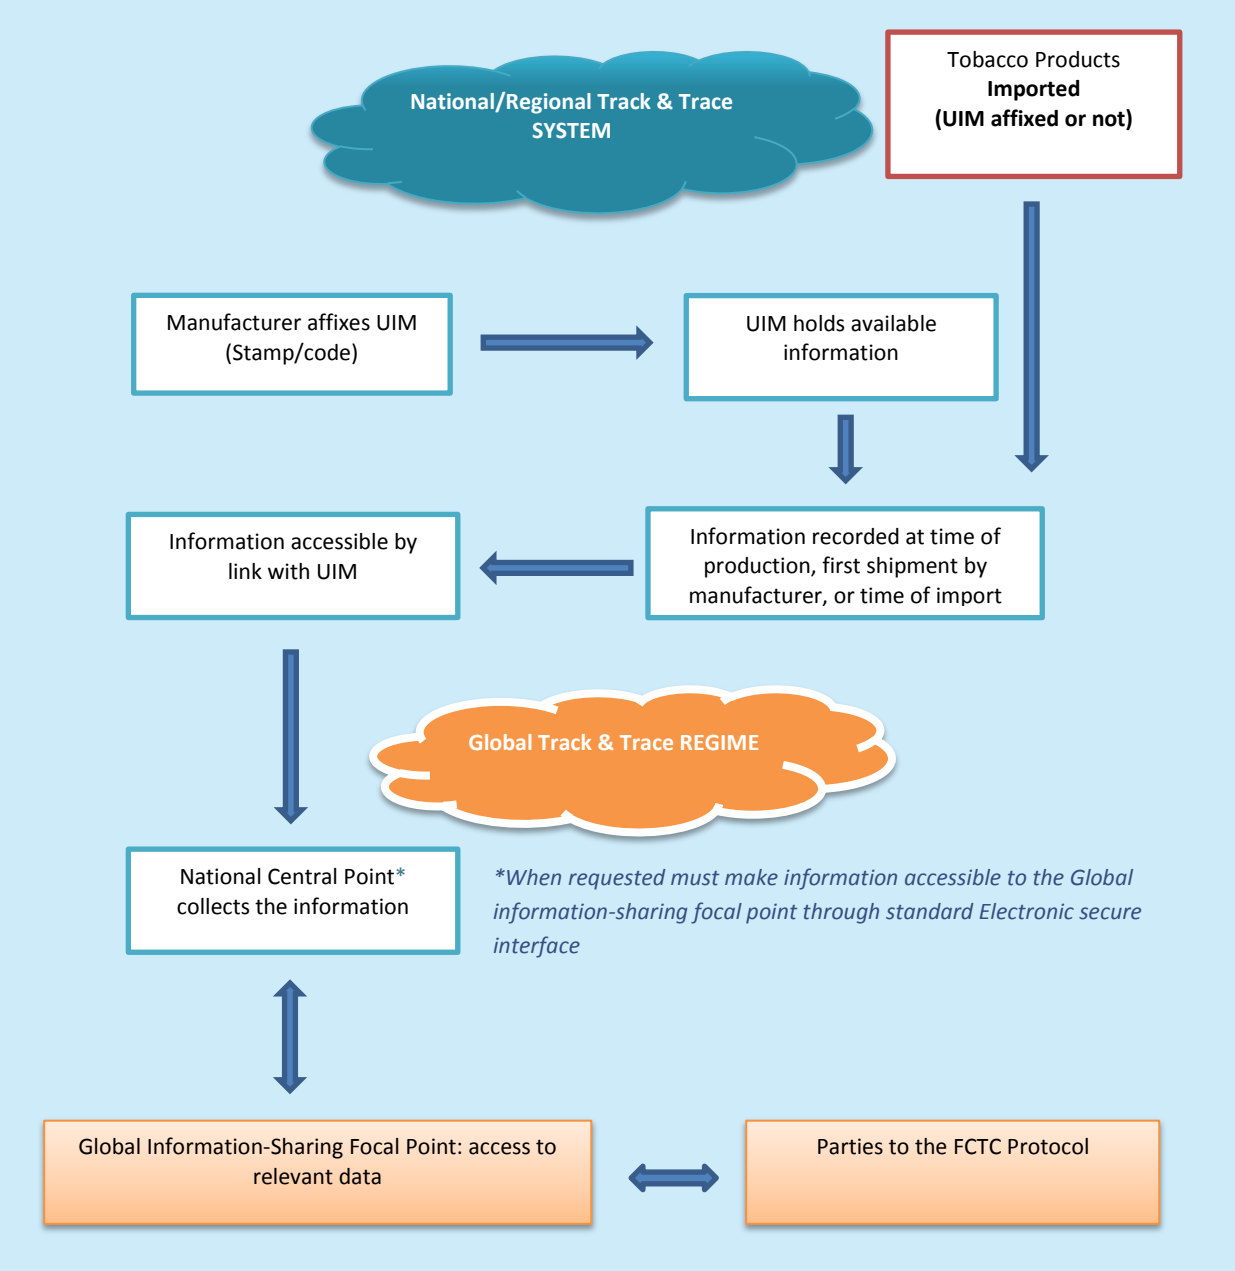 National/Regional Track & Trace
SYSTEM
Tobacco Products
Imported
(UIM affixed or not)
Manufacturer affixes UIM
(Stamp/code)
UIM holds available
information
Information accessible by
link with UIM
Information recorded at time of
production, first shipment by
manufacturer, or time of import
Global Track & Trace REGIME
National Central Point*
collects the information
*When requested must make information accessible to the Global
information-sharing focal point through standard Electronic secure
interface
Global Information-Sharing Focal Point: access to
relevant data
Parties to the FCTC Protocol